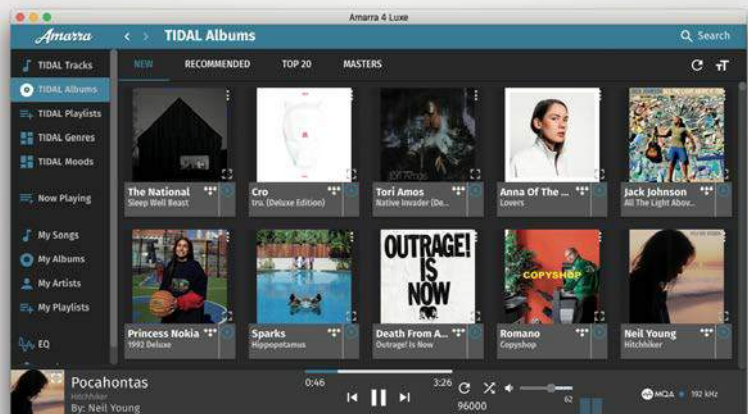 Amarra 4 Luxe
Amarra
TIDAL Albums
Search
TIDAL Tracks
TIDAL Albums
TIDAL Playlists
TIDAL Genres
TIDAL Moods
Now Playing
My Songs
My Albums
My Artists
My Playlists
EQ
NEW RECOMMENDED TOP 20 MASTERS
The National
Sleep Well Beast
Cro
tru. (Deluxe Edition)
Tori Amos
Native Invader (De...
Anna Of The ...
Lovers
Jack Johnson
All The Light Abov...
OUTRAGE!
IS
NOW
COPYSHOP
Princess Nokia
1992 Deluxe
Sparks
Hippopotamus
Death From A...
Outrage! Is Now
Romano
Copyshop
Neil Young
Hitchhiker
Pocahontas
Hitchhiker
By: Neil Young
0:46
3:26
96000
62
MQA
192 kHz